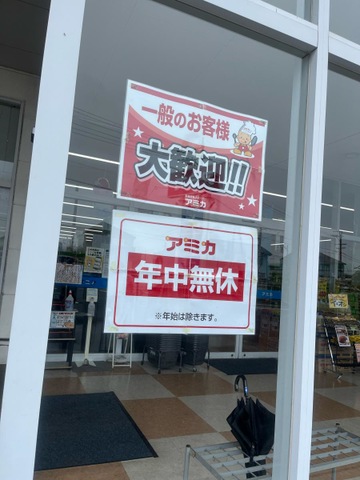 一般のお客様
大歓迎!!
アミカ
アミカ
年中無休
※年始は除きます。